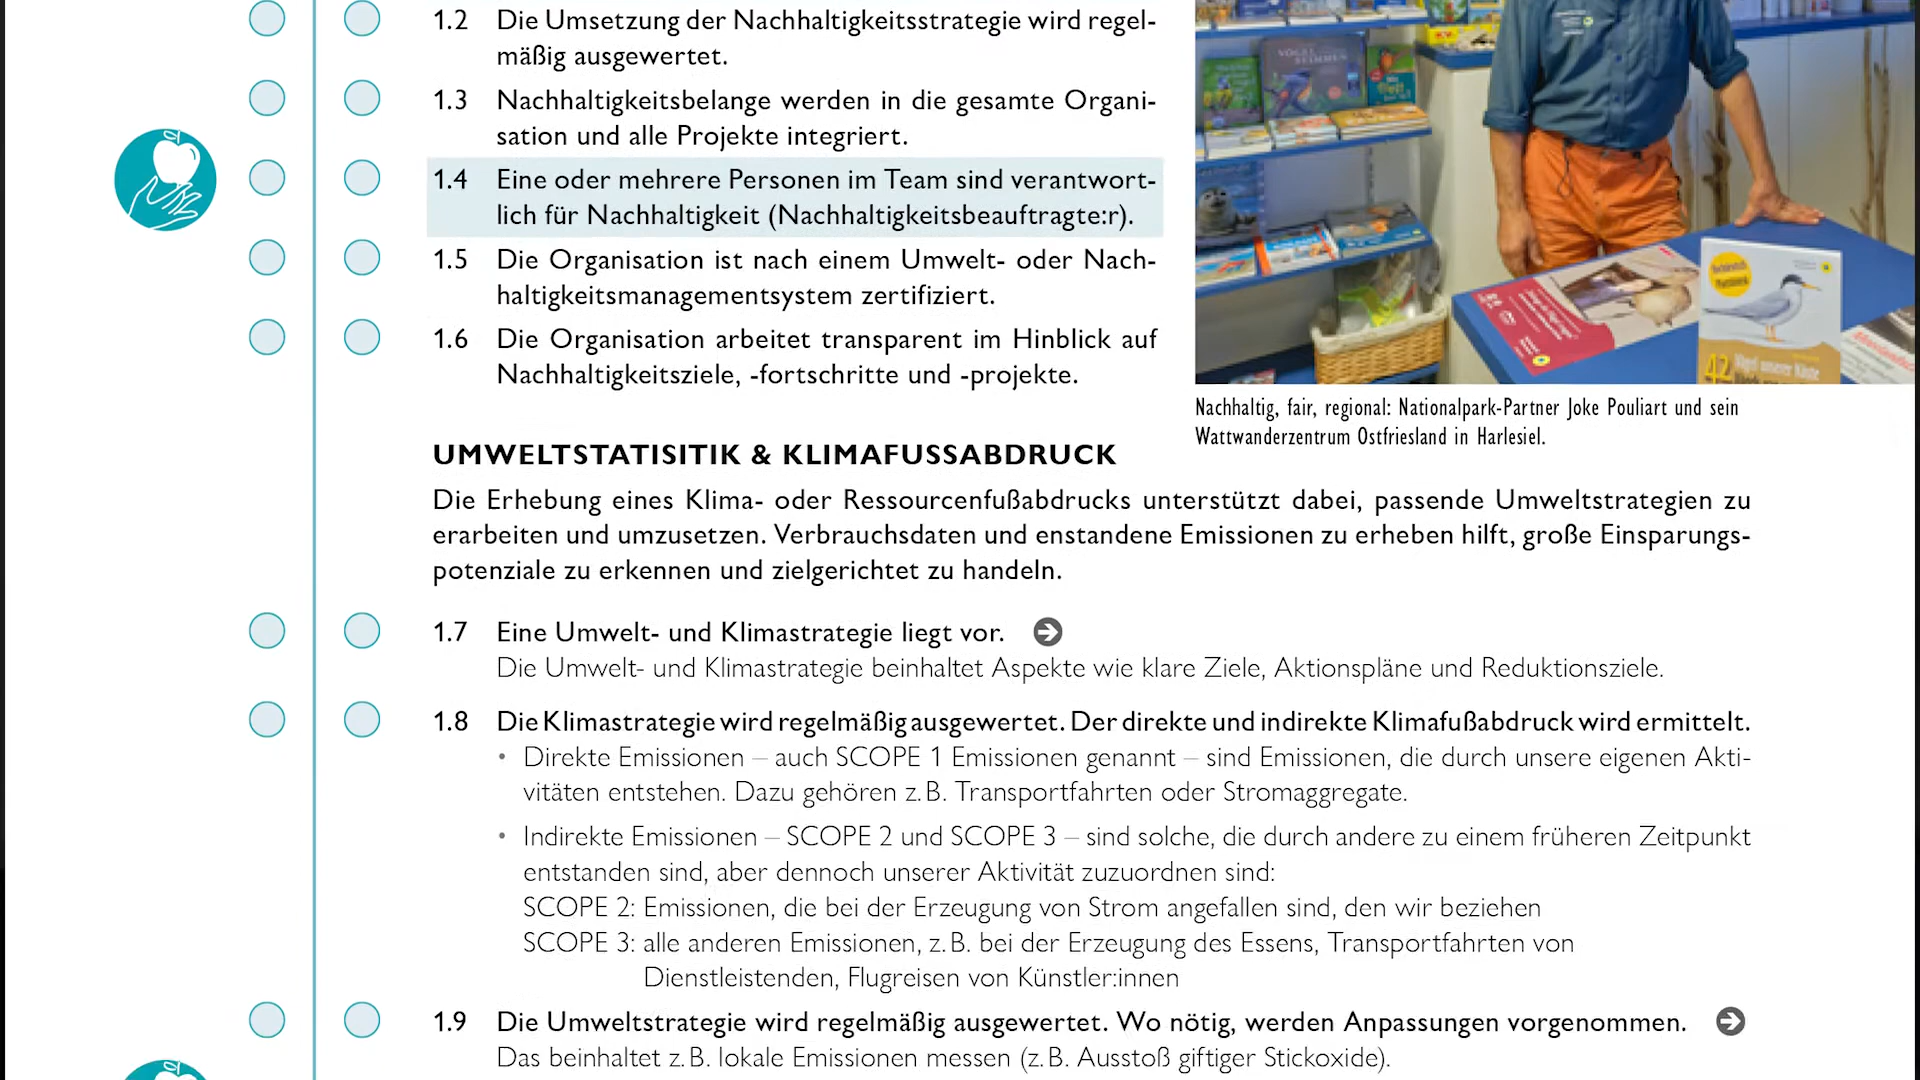 1.2 Die Umsetzung der Nachhaltigkeitsstrategie wird regel-
mäßig ausgewertet.
1.3 Nachhaltigkeitsbelange werden in die gesamte Organi-
sation und alle Projekte integriert.
1.4 Eine oder mehrere Personen im Team sind verantwort-
lich für Nachhaltigkeit (Nachhaltigkeitsbeauftragte:r).
1.5 Die Organisation ist nach einem Umwelt- oder Nach-
haltigkeitsmanagementsystem zertifiziert.
1.6 Die Organisation arbeitet transparent im Hinblick auf
Nachhaltigkeitsziele, -fortschritte und -projekte.
VOGEL
STIMMEN
42 Vögel unserer Küste
Nachhaltig, fair, regional: Nationalpark-Partner Joke Pouliart und sein
Wattwanderzentrum Ostfriesland in Harlesiel.
UMWELTSTATISITIK & KLIMAFUSSABDRUCK
Die Erhebung eines Klima- oder Ressourcenfußabdrucks unterstützt dabei, passende Umweltstrategien zu
erarbeiten und umzusetzen. Verbrauchsdaten und enstandene Emissionen zu erheben hilft, große Einsparungs-
potenziale zu erkennen und zielgerichtet zu handeln.
1.7 Eine Umwelt- und Klimastrategie liegt vor.
Die Umwelt- und Klimastrategie beinhaltet Aspekte wie klare Ziele, Aktionspläne und Reduktionsziele.
1.8 Die Klimastrategie wird regelmäßig ausgewertet. Der direkte und indirekte Klimafußabdruck wird ermittelt.
• Direkte Emissionen – auch SCOPE 1 Emissionen genannt – sind Emissionen, die durch unsere eigenen Akti-
vitäten entstehen. Dazu gehören z. B. Transportfahrten oder Stromaggregate.
• Indirekte Emissionen – SCOPE 2 und SCOPE 3 – sind solche, die durch andere zu einem früheren Zeitpunkt
entstanden sind, aber dennoch unserer Aktivität zuzuordnen sind:
SCOPE 2: Emissionen, die bei der Erzeugung von Strom angefallen sind, den wir beziehen
SCOPE 3: alle anderen Emissionen, z. B. bei der Erzeugung des Essens, Transportfahrten von
Dienstleistenden, Flugreisen von Künstler:innen
1.9 Die Umweltstrategie wird regelmäßig ausgewertet. Wo nötig, werden Anpassungen vorgenommen.
Das beinhaltet z. B. lokale Emissionen messen (z. B. Ausstoß giftiger Stickoxide).